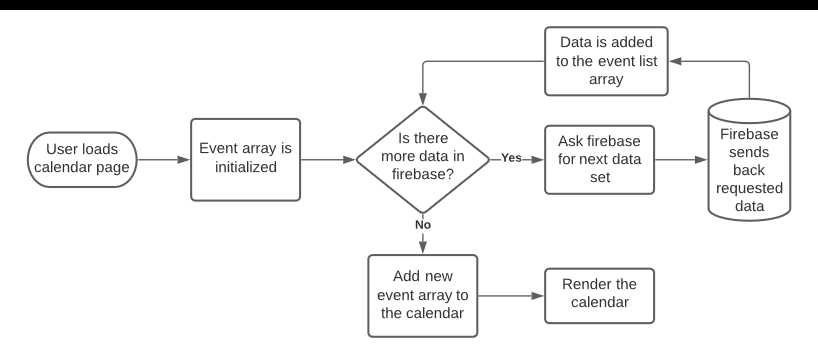 User loads
calendar page
Event array is
initialized
Is there
more data in
firebase?
Yes
Ask firebase
for next data
set
Firebase
sends
back
requested
data
Data is added
to the event list
array
No
Add new
event array to
the calendar
Render the
calendar